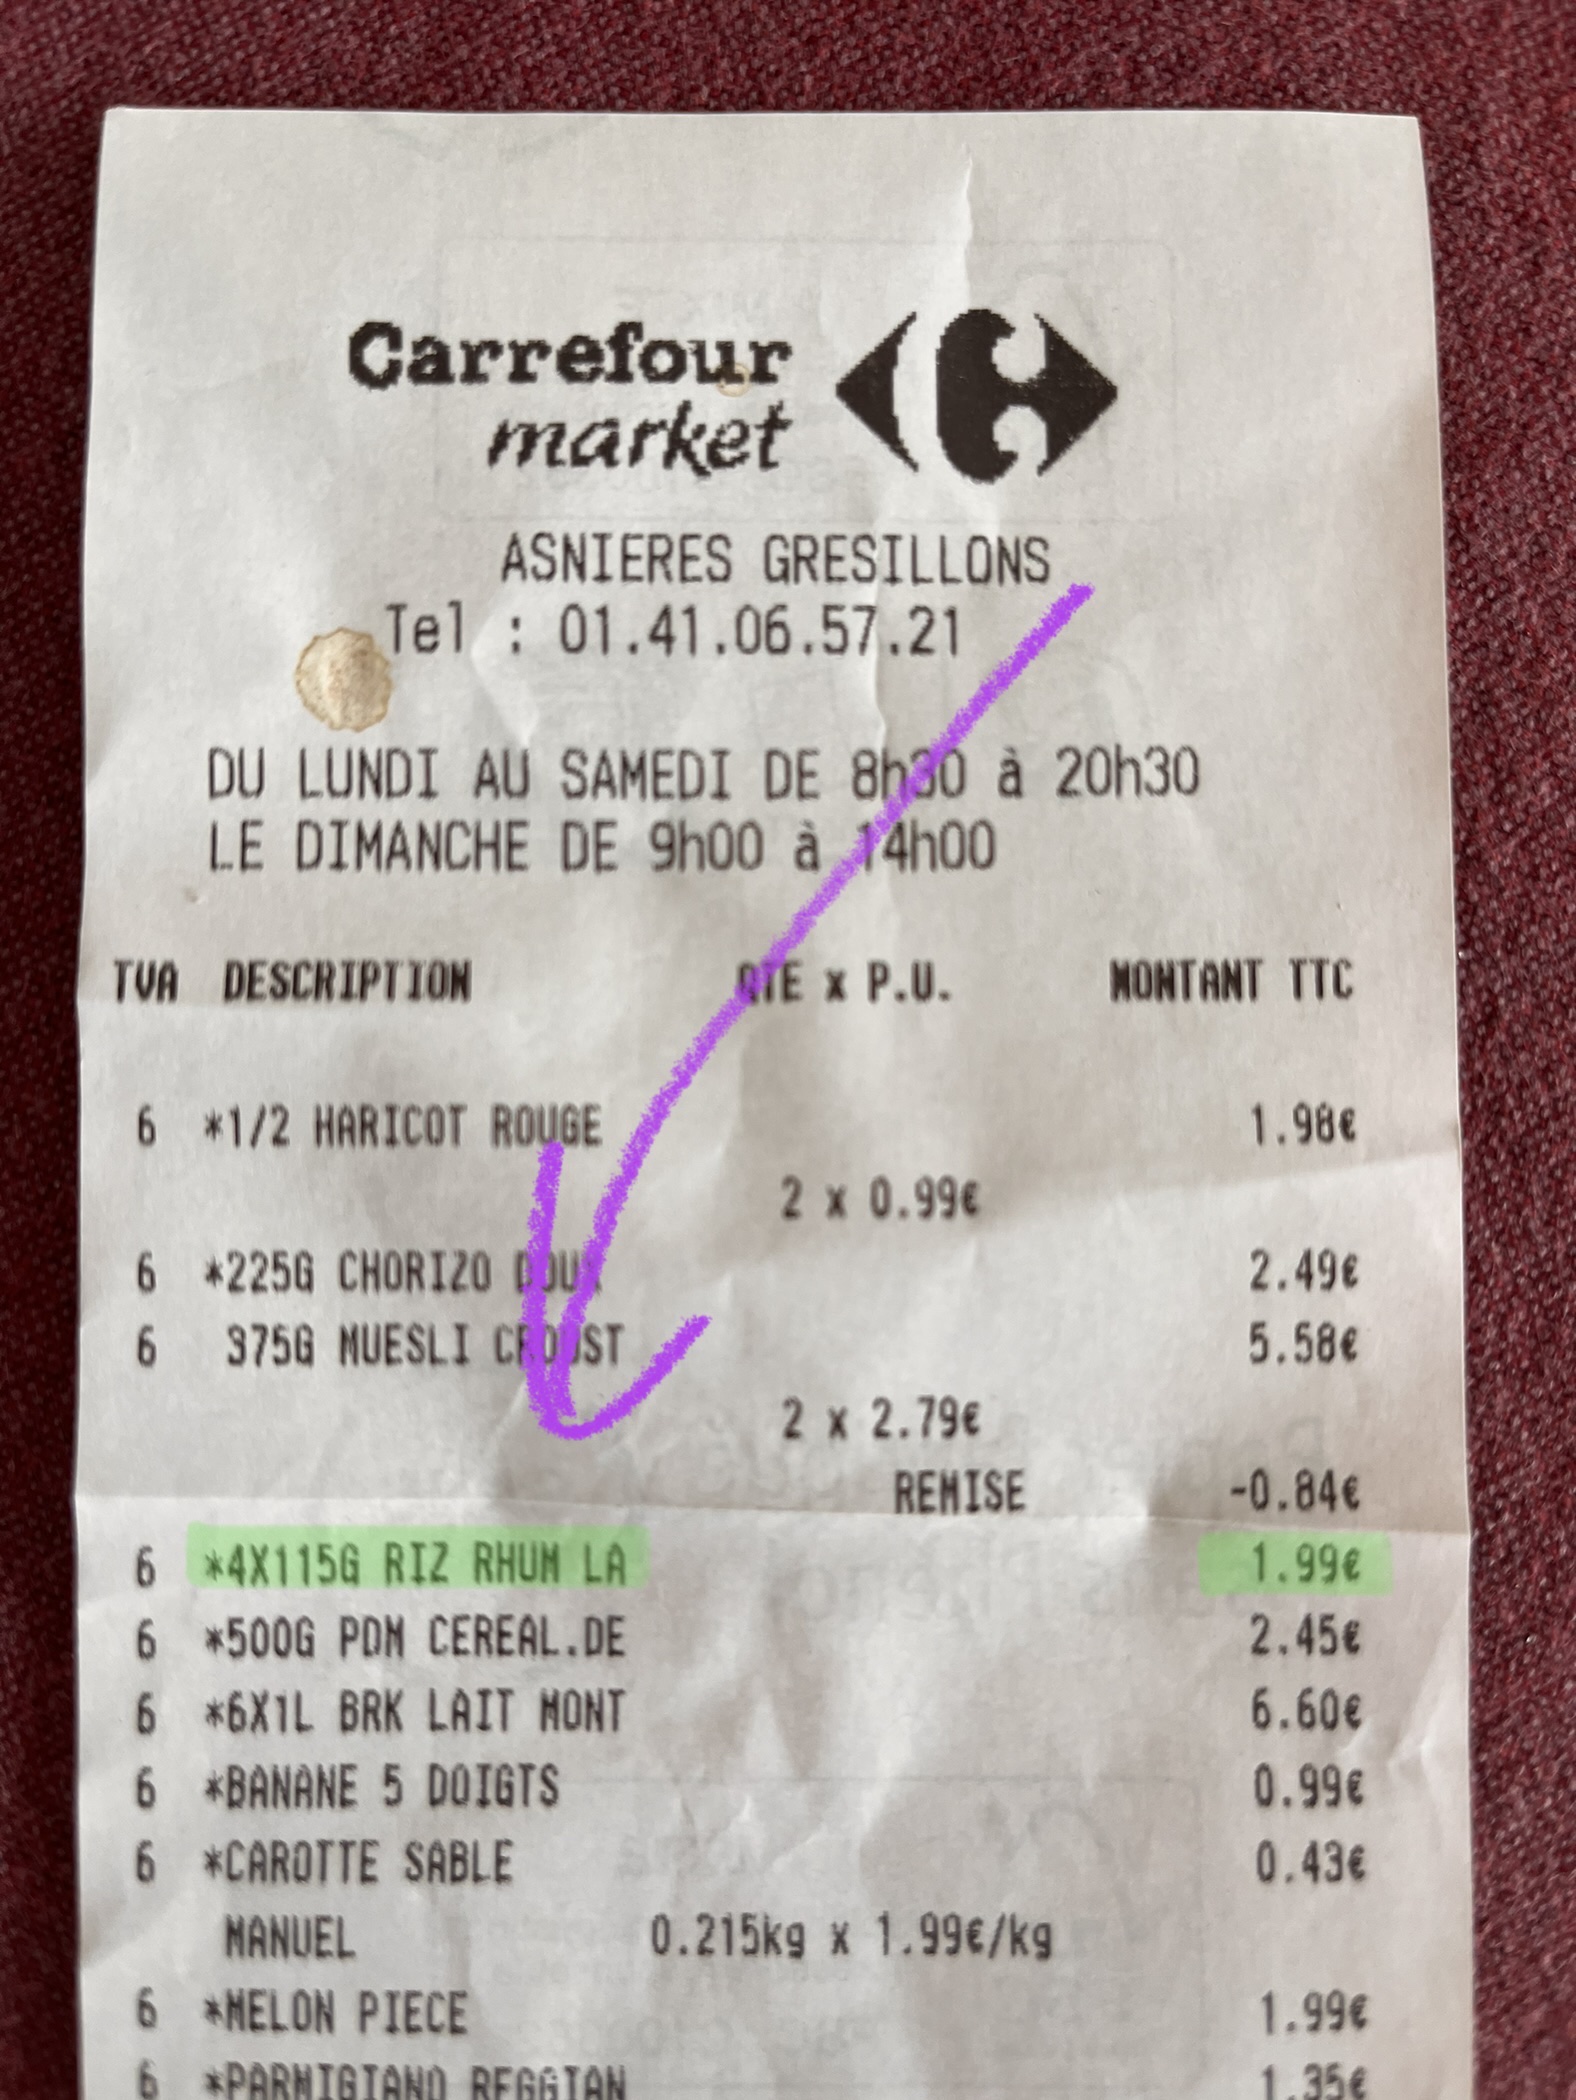 Carrefour
market
ASNIERES GRESILLONS
Tel : 01.41.06.57.21
DU LUNDI AU SAMEDI DE 8h30 à 20h30
LE DIMANCHE DE 9h00 à 14h00
TVA DESCRIPTION QTE x P.U. MONTANT TTC
6 *1/2 HARICOT ROUGE 1.98€
2 x 0.99€
6 *225G CHORIZO DOUX 2.49€
6 375G MUESLI CROUST 5.58€
2 x 2.79€
REMISE -0.84€
6 *4X115G RIZ RHUM LA 1.99€
6 *500G PDM CEREAL.DE 2.45€
6 *6X1L BRK LAIT MONT 6.60€
6 *BANANE 5 DOIGTS 0.99€
6 *CAROTTE SABLE 0.43€
MANUEL 0.215kg x 1.99€/kg
6 *MELON PIECE 1.99€
6 *PARMIGIANO REGGIAN 1.35€